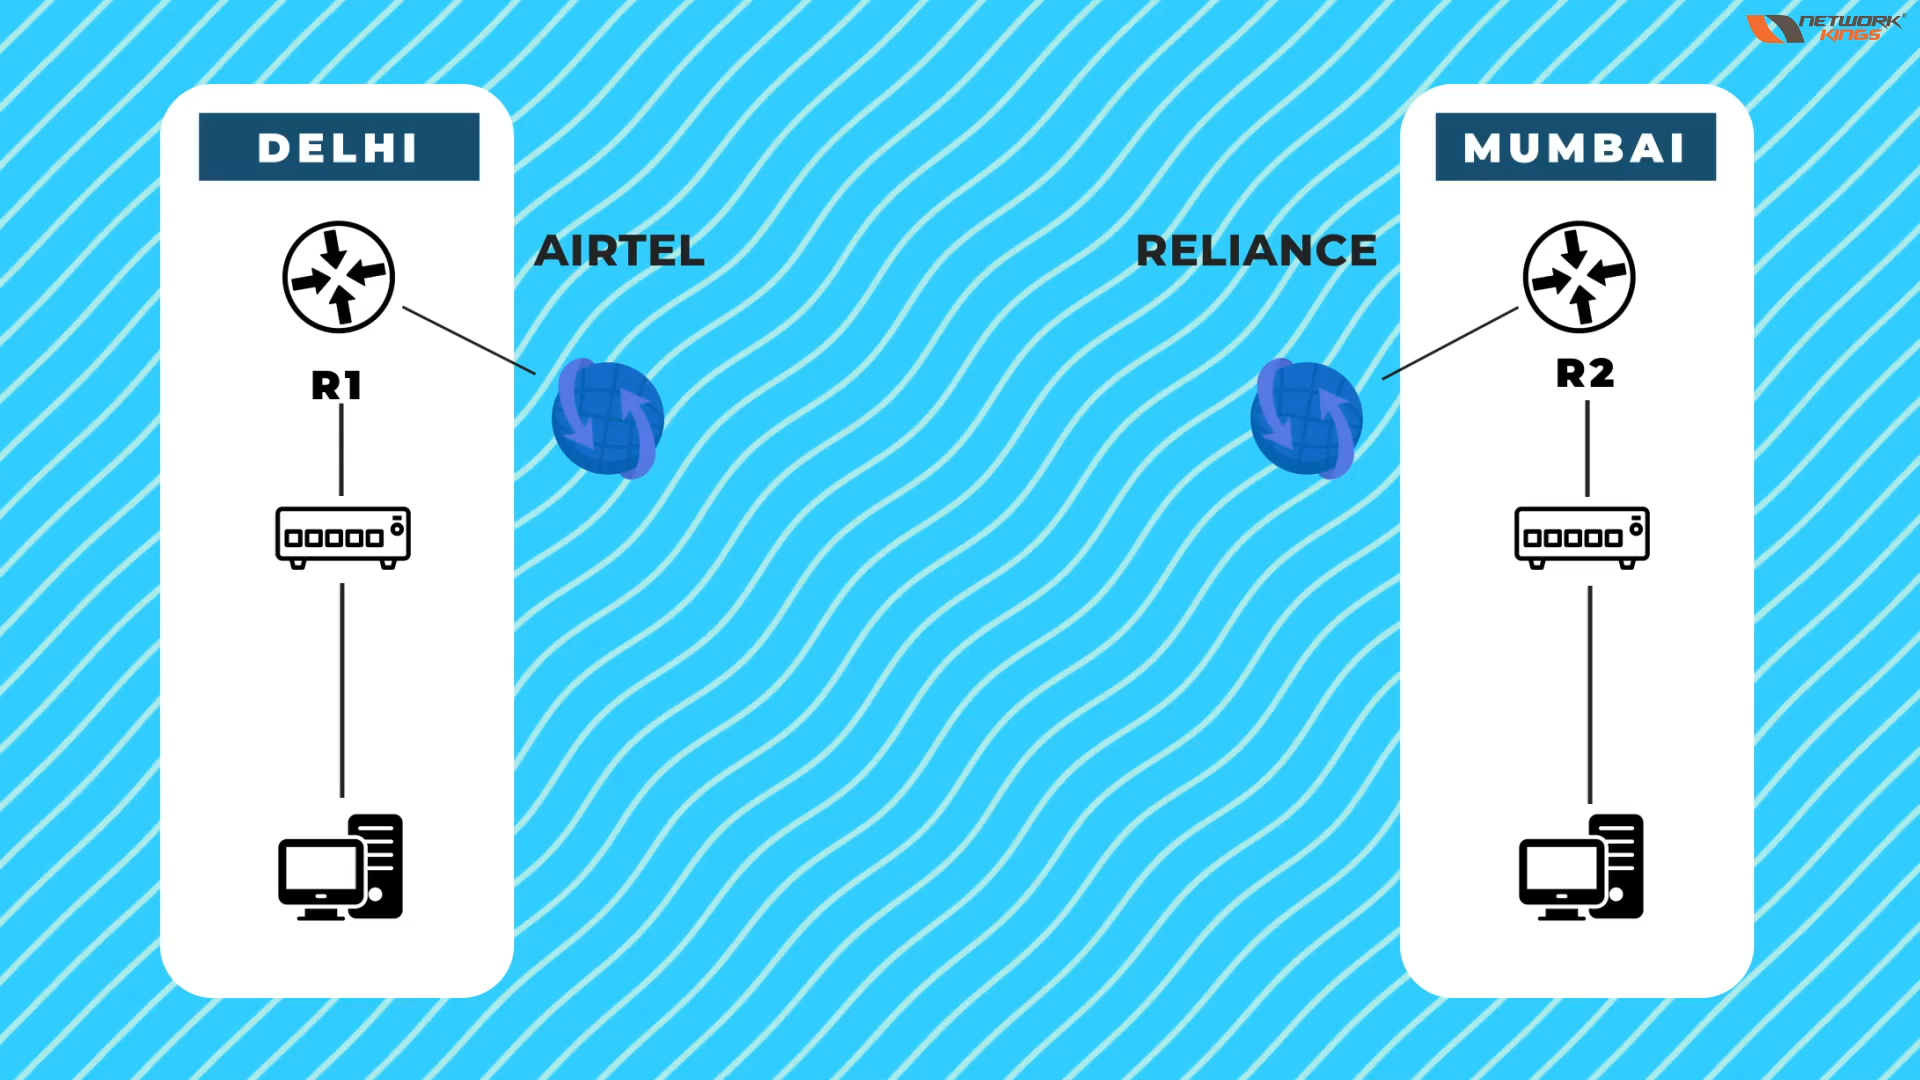 NETWORK
KINGS
DELHI
MUMBAI
AIRTEL
RELIANCE
R1
R2